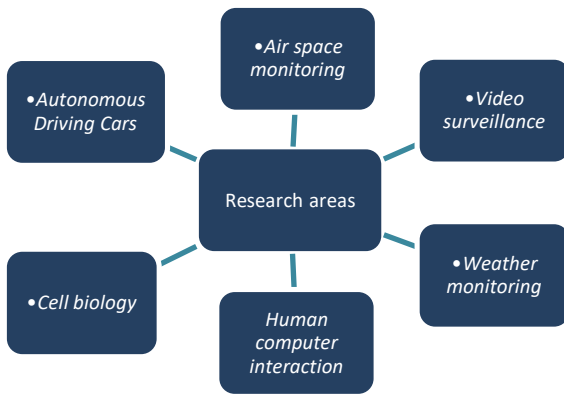 •Air space
monitoring
•Autonomous
Driving Cars
•Video
surveillance
Research areas
•Weather
monitoring
•Cell biology
Human
computer
interaction